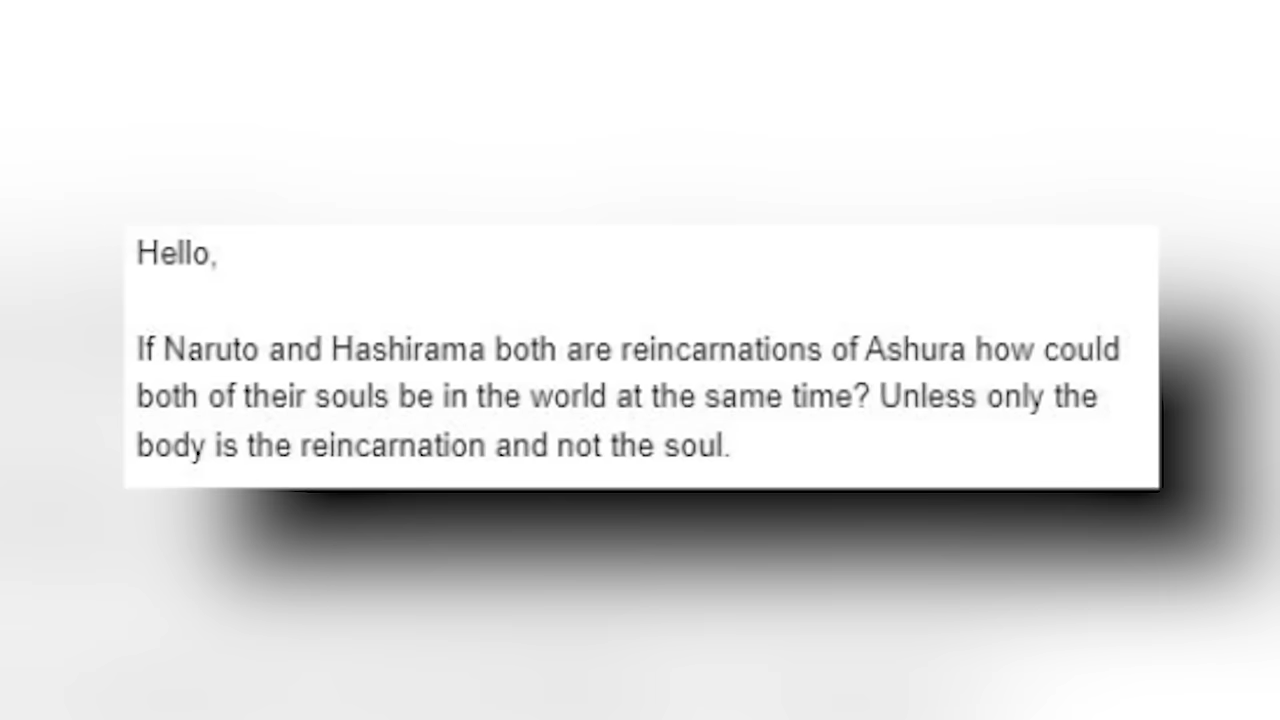 Hello,
If Naruto and Hashirama both are reincarnations of Ashura how could
both of their souls be in the world at the same time? Unless only the
body is the reincarnation and not the soul.